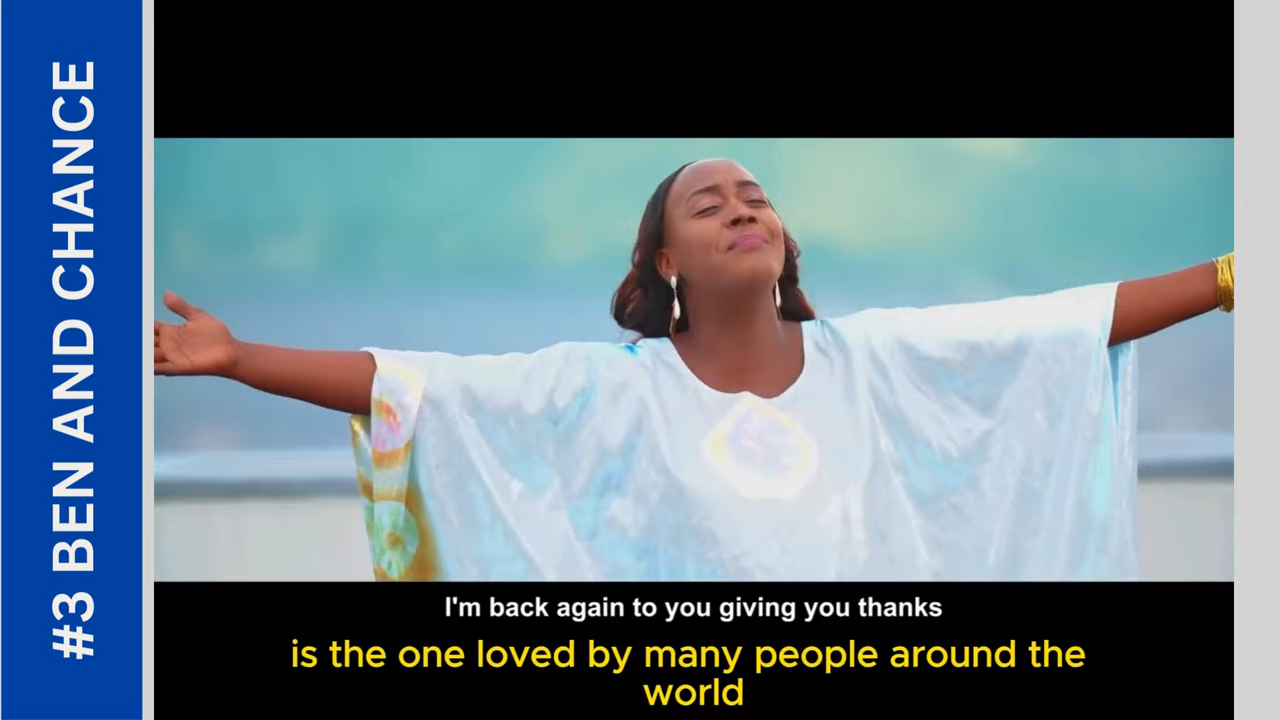 #3 BEN AND CHANCE
I'm back again to you giving you thanks
is the one loved by many people around the
world